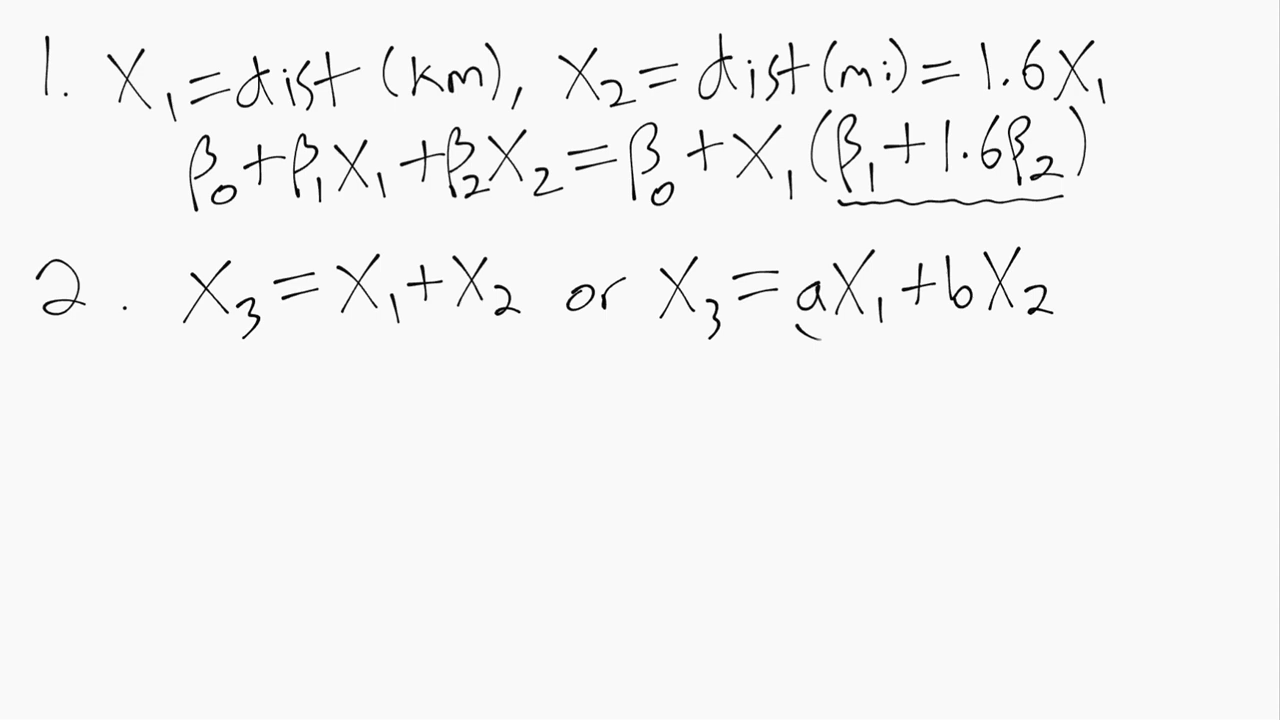 1. X₁ = dist (km), X₂ = dist (mi) = 1.6X₁
β₀ + β₁X₁ + β₂X₂ = β₀ + X₁ (β₁ + 1.6β₂)
2. X₃ = X₁ + X₂ or X₃ = aX₁ + bX₂